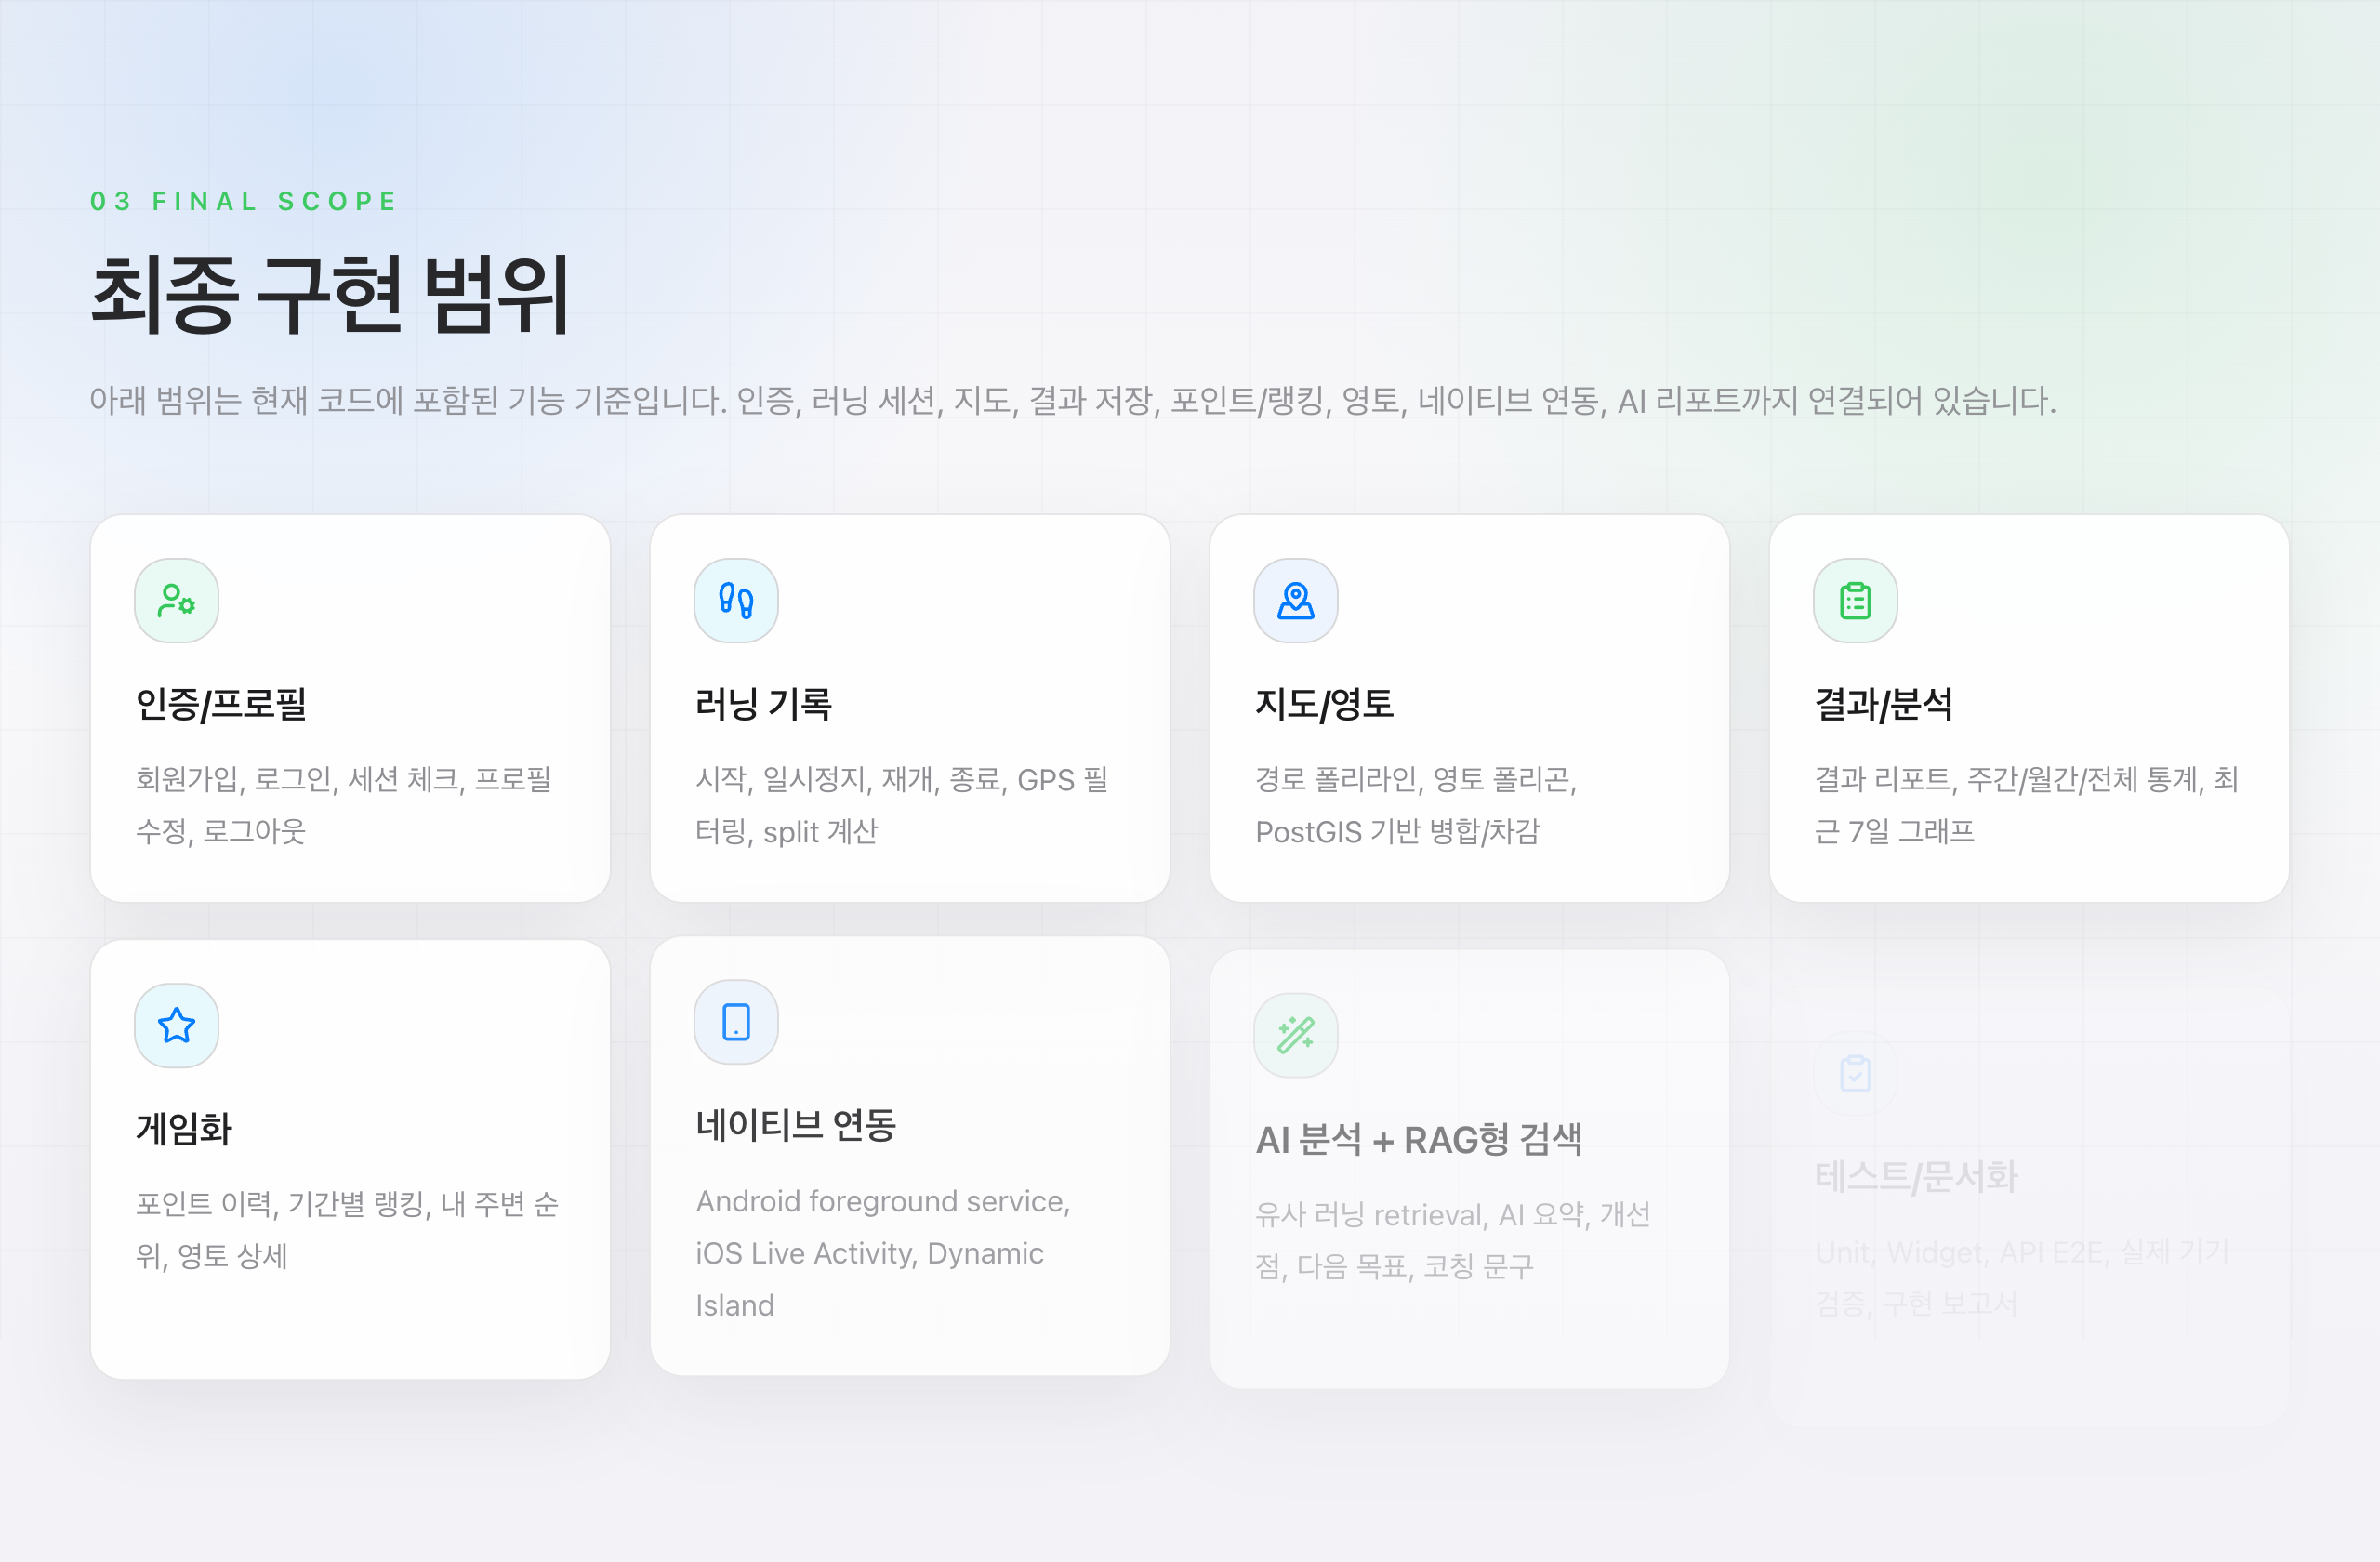 03 FINAL SCOPE
최종 구현 범위
아래 범위는 현재 코드에 포함된 기능 기준입니다. 인증, 러닝 세션, 지도, 결과 저장, 포인트/랭킹, 영토, 네이티브 연동, AI 리포트까지 연결되어 있습니다.
인증/프로필
회원가입, 로그인, 세션 체크, 프로필
수정, 로그아웃
러닝 기록
시작, 일시정지, 재개, 종료, GPS 필
터링, split 계산
지도/영토
경로 폴리라인, 영토 폴리곤,
PostGIS 기반 병합/차감
결과/분석
결과 리포트, 주간/월간/전체 통계, 최
근 7일 그래프
게임화
포인트 이력, 기간별 랭킹, 내 주변 순
위, 영토 상세
네이티브 연동
Android foreground service,
iOS Live Activity, Dynamic
Island
AI 분석 + RAG형 검색
유사 러닝 retrieval, AI 요약, 개선
점, 다음 목표, 코칭 문구
테스트/문서화
Unit, Widget, API E2E, 실제 기기
검증, 구현 보고서